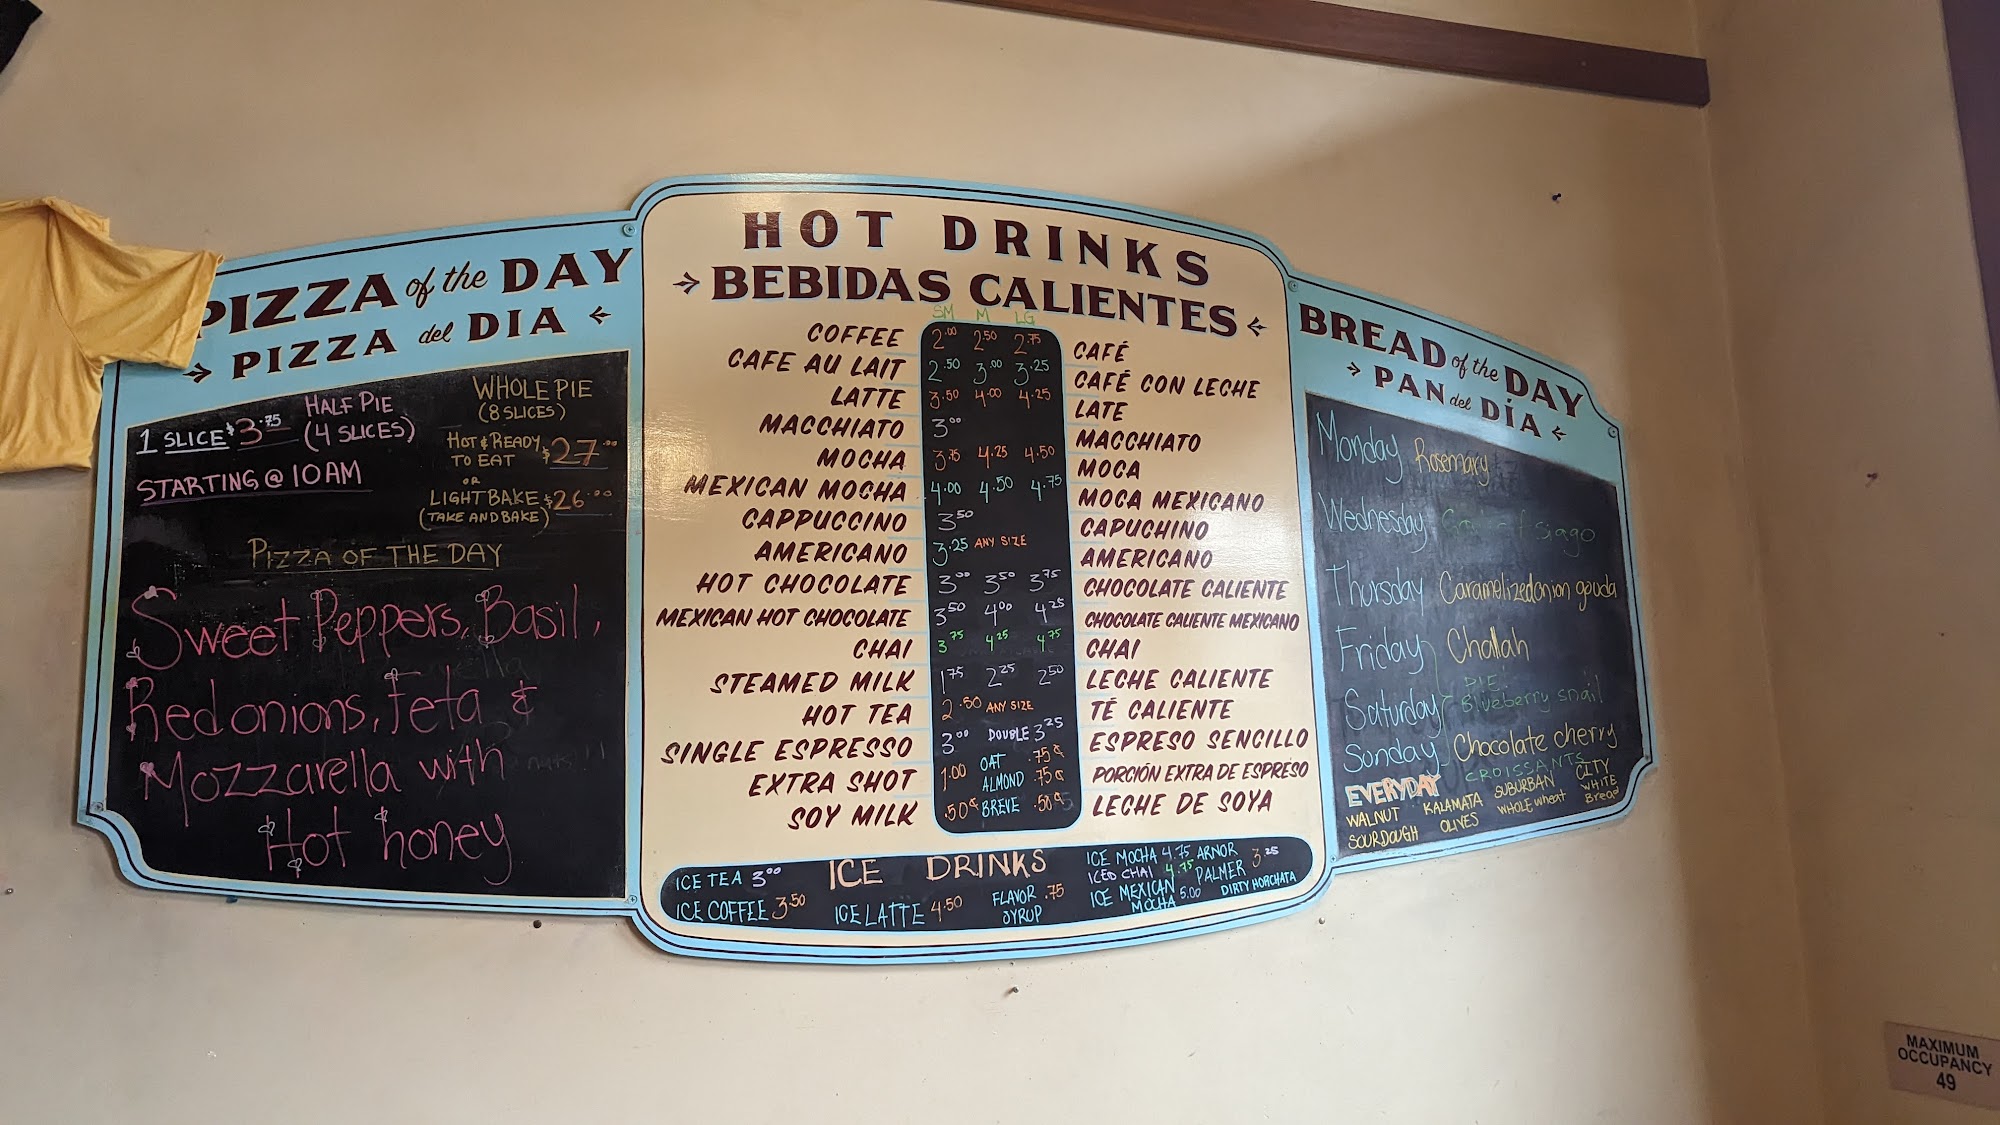 PIZZA of the DAY
PIZZA del DIA
1 SLICE $3.75
HALF PIE
(4 SLICES)
STARTING @ 10AM
WHOLE PIE
(8 SLICES)
HOT & READY
TO EAT $27.00
OR
LIGHT BAKE $26.00
(TAKE AND BAKE)
PIZZA OF THE DAY
Sweet Peppers, Basil,
Red onions, Feta &
Mozzarella with
Hot honey
HOT DRINKS
BEBIDAS CALIENTES
SM M LG
COFFEE 2.00 2.50 2.75 CAFÉ
CAFE AU LAIT 2.50 3.00 3.25 CAFÉ CON LECHE
LATTE 3.50 4.00 4.25 LATE
MACCHIATO 3.00 MACCHIATO
MOCHA 3.75 4.25 4.50 MOCA
MEXICAN MOCHA 4.00 4.50 4.75 MOCA MEXICANO
CAPPUCCINO 3.50 CAPUCHINO
AMERICANO 3.25 ANY SIZE AMERICANO
HOT CHOCOLATE 3.00 3.50 3.75 CHOCOLATE CALIENTE
MEXICAN HOT CHOCOLATE 3.50 4.00 4.25 CHOCOLATE CALIENTE MEXICANO
CHAI 3.75 4.25 4.75 CHAI
STEAMED MILK 1.75 2.25 2.50 LECHE CALIENTE
HOT TEA 2.50 ANY SIZE TÉ CALIENTE
SINGLE ESPRESSO 3.00 DOUBLE 3.25 ESPRESO SENCILLO
EXTRA SHOT 1.00 OAT .75¢ ALMOND .75¢ PORCIÓN EXTRA DE ESPRESO
SOY MILK .50¢ BREVE .50¢ LECHE DE SOYA
ICE DRINKS
ICE TEA 3.00
ICE COFFEE 3.50
ICE LATTE 4.50
FLAVOR .75
SYRUP
ICE MOCHA 4.75
ICED CHAI 4.75
ICE MEXICAN
MOCHA 5.00
ARNOR
PALMER 3.25
DIRTY HORCHATA
BREAD of the DAY
PAN del DÍA
Monday Rosemary
Wednesday
Thursday Caramelized onion gouda
Friday Challah
Saturday Blueberry snail
Sunday Chocolate cherry
CROISSANTS
EVERYDAY
WALNUT
SOURDOUGH
KALAMATA
OLIVES
SUBURBAN
WHOLE wheat
CITY
WHITE
Bread
MAXIMUM
OCCUPANCY
49